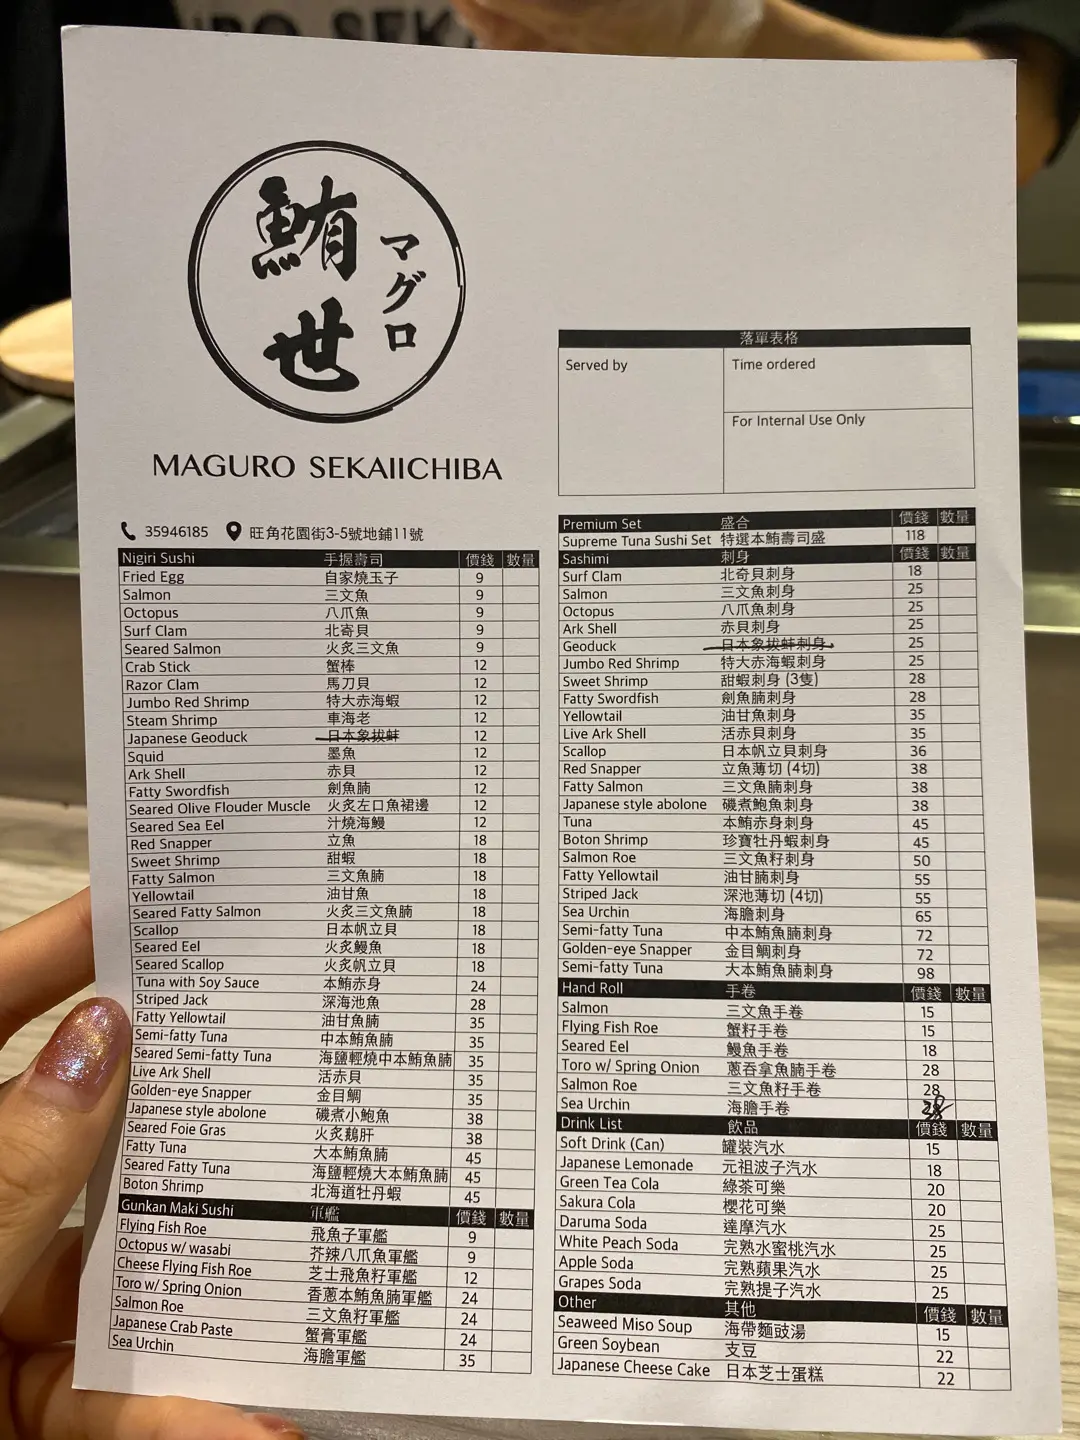 鮪世
マグロ
MAGURO SEKAIICHIBA
35946185 旺角花園街3-5號地鋪11號
落單表格
Served by
Time ordered
For Internal Use Only
Nigiri Sushi 手握壽司 價錢 數量
Fried Egg 自家燒玉子 9
Salmon 三文魚 9
Octopus 八爪魚 9
Surf Clam 北寄貝 9
Seared Salmon 火炙三文魚 9
Crab Stick 蟹棒 12
Razor Clam 馬刀貝 12
Jumbo Red Shrimp 特大赤海蝦 12
Steam Shrimp 車海老 12
Japanese Geoduck 日本象拔蚌 12
Squid 墨魚 12
Ark Shell 赤貝 12
Fatty Swordfish 劍魚腩 12
Seared Olive Flouder Muscle 火炙左口魚裙邊 12
Seared Sea Eel 汁燒海鰻 12
Red Snapper 立魚 18
Sweet Shrimp 甜蝦 18
Fatty Salmon 三文魚腩 18
Yellowtail 油甘魚 18
Seared Fatty Salmon 火炙三文魚腩 18
Scallop 日本帆立貝 18
Seared Eel 火炙鰻魚 18
Seared Scallop 火炙帆立貝 18
Tuna with Soy Sauce 本鮪赤身 24
Striped Jack 深海池魚 28
Fatty Yellowtail 油甘魚腩 35
Semi-fatty Tuna 中本鮪魚腩 35
Seared Semi-fatty Tuna 海鹽輕燒中本鮪魚腩 35
Live Ark Shell 活赤貝 35
Golden-eye Snapper 金目鯛 35
Japanese style abolone 磯煮小鮑魚 38
Seared Foie Gras 火炙鵝肝 38
Fatty Tuna 大本鮪魚腩 45
Seared Fatty Tuna 海鹽輕燒大本鮪魚腩 45
Boton Shrimp 北海道牡丹蝦 45
Gunkan Maki Sushi 軍艦 價錢 數量
Flying Fish Roe 飛魚子軍艦 9
Octopus w/ wasabi 芥辣八爪魚軍艦 9
Cheese Flying Fish Roe 芝士飛魚籽軍艦 12
Toro w/ Spring Onion 香蔥本鮪魚腩軍艦 24
Salmon Roe 三文魚籽軍艦 24
Japanese Crab Paste 蟹膏軍艦 24
Sea Urchin 海膽軍艦 35
Premium Set 盛合 價錢 數量
Supreme Tuna Sushi Set 特選本鮪壽司盛 118
Sashimi 刺身 價錢 數量
Surf Clam 北奇貝刺身 18
Salmon 三文魚刺身 25
Octopus 八爪魚刺身 25
Ark Shell 赤貝刺身 25
Geoduck 日本象拔蚌刺身 25
Jumbo Red Shrimp 特大赤海蝦刺身 25
Sweet Shrimp 甜蝦刺身 (3隻) 28
Fatty Swordfish 劍魚腩刺身 28
Yellowtail 油甘魚刺身 35
Live Ark Shell 活赤貝刺身 35
Scallop 日本帆立貝刺身 36
Red Snapper 立魚薄切 (4切) 38
Fatty Salmon 三文魚腩刺身 38
Japanese style abolone 磯煮鮑魚刺身 38
Tuna 本鮪赤身刺身 45
Boton Shrimp 珍寶牡丹蝦刺身 45
Salmon Roe 三文魚籽刺身 50
Fatty Yellowtail 油甘腩刺身 55
Striped Jack 深池薄切 (4切) 55
Sea Urchin 海膽刺身 65
Semi-fatty Tuna 中本鮪魚腩刺身 72
Golden-eye Snapper 金目鯛刺身 72
Semi-fatty Tuna 大本鮪魚腩刺身 98
Hand Roll 手卷 價錢 數量
Salmon 三文魚手卷 15
Flying Fish Roe 蟹籽手卷 15
Seared Eel 鰻魚手卷 18
Toro w/ Spring Onion 蔥吞拿魚腩手卷 28
Salmon Roe 三文魚籽手卷 28
Sea Urchin 海膽手卷
Drink List 飲品 價錢 數量
Soft Drink (Can) 罐裝汽水 15
Japanese Lemonade 元祖波子汽水 18
Green Tea Cola 綠茶可樂 20
Sakura Cola 櫻花可樂 20
Daruma Soda 達摩汽水 25
White Peach Soda 完熟水蜜桃汽水 25
Apple Soda 完熟蘋果汽水 25
Grapes Soda 完熟提子汽水 25
Other 其他 價錢 數量
Seaweed Miso Soup 海帶麵豉湯 15
Green Soybean 支豆 22
Japanese Cheese Cake 日本芝士蛋糕 22